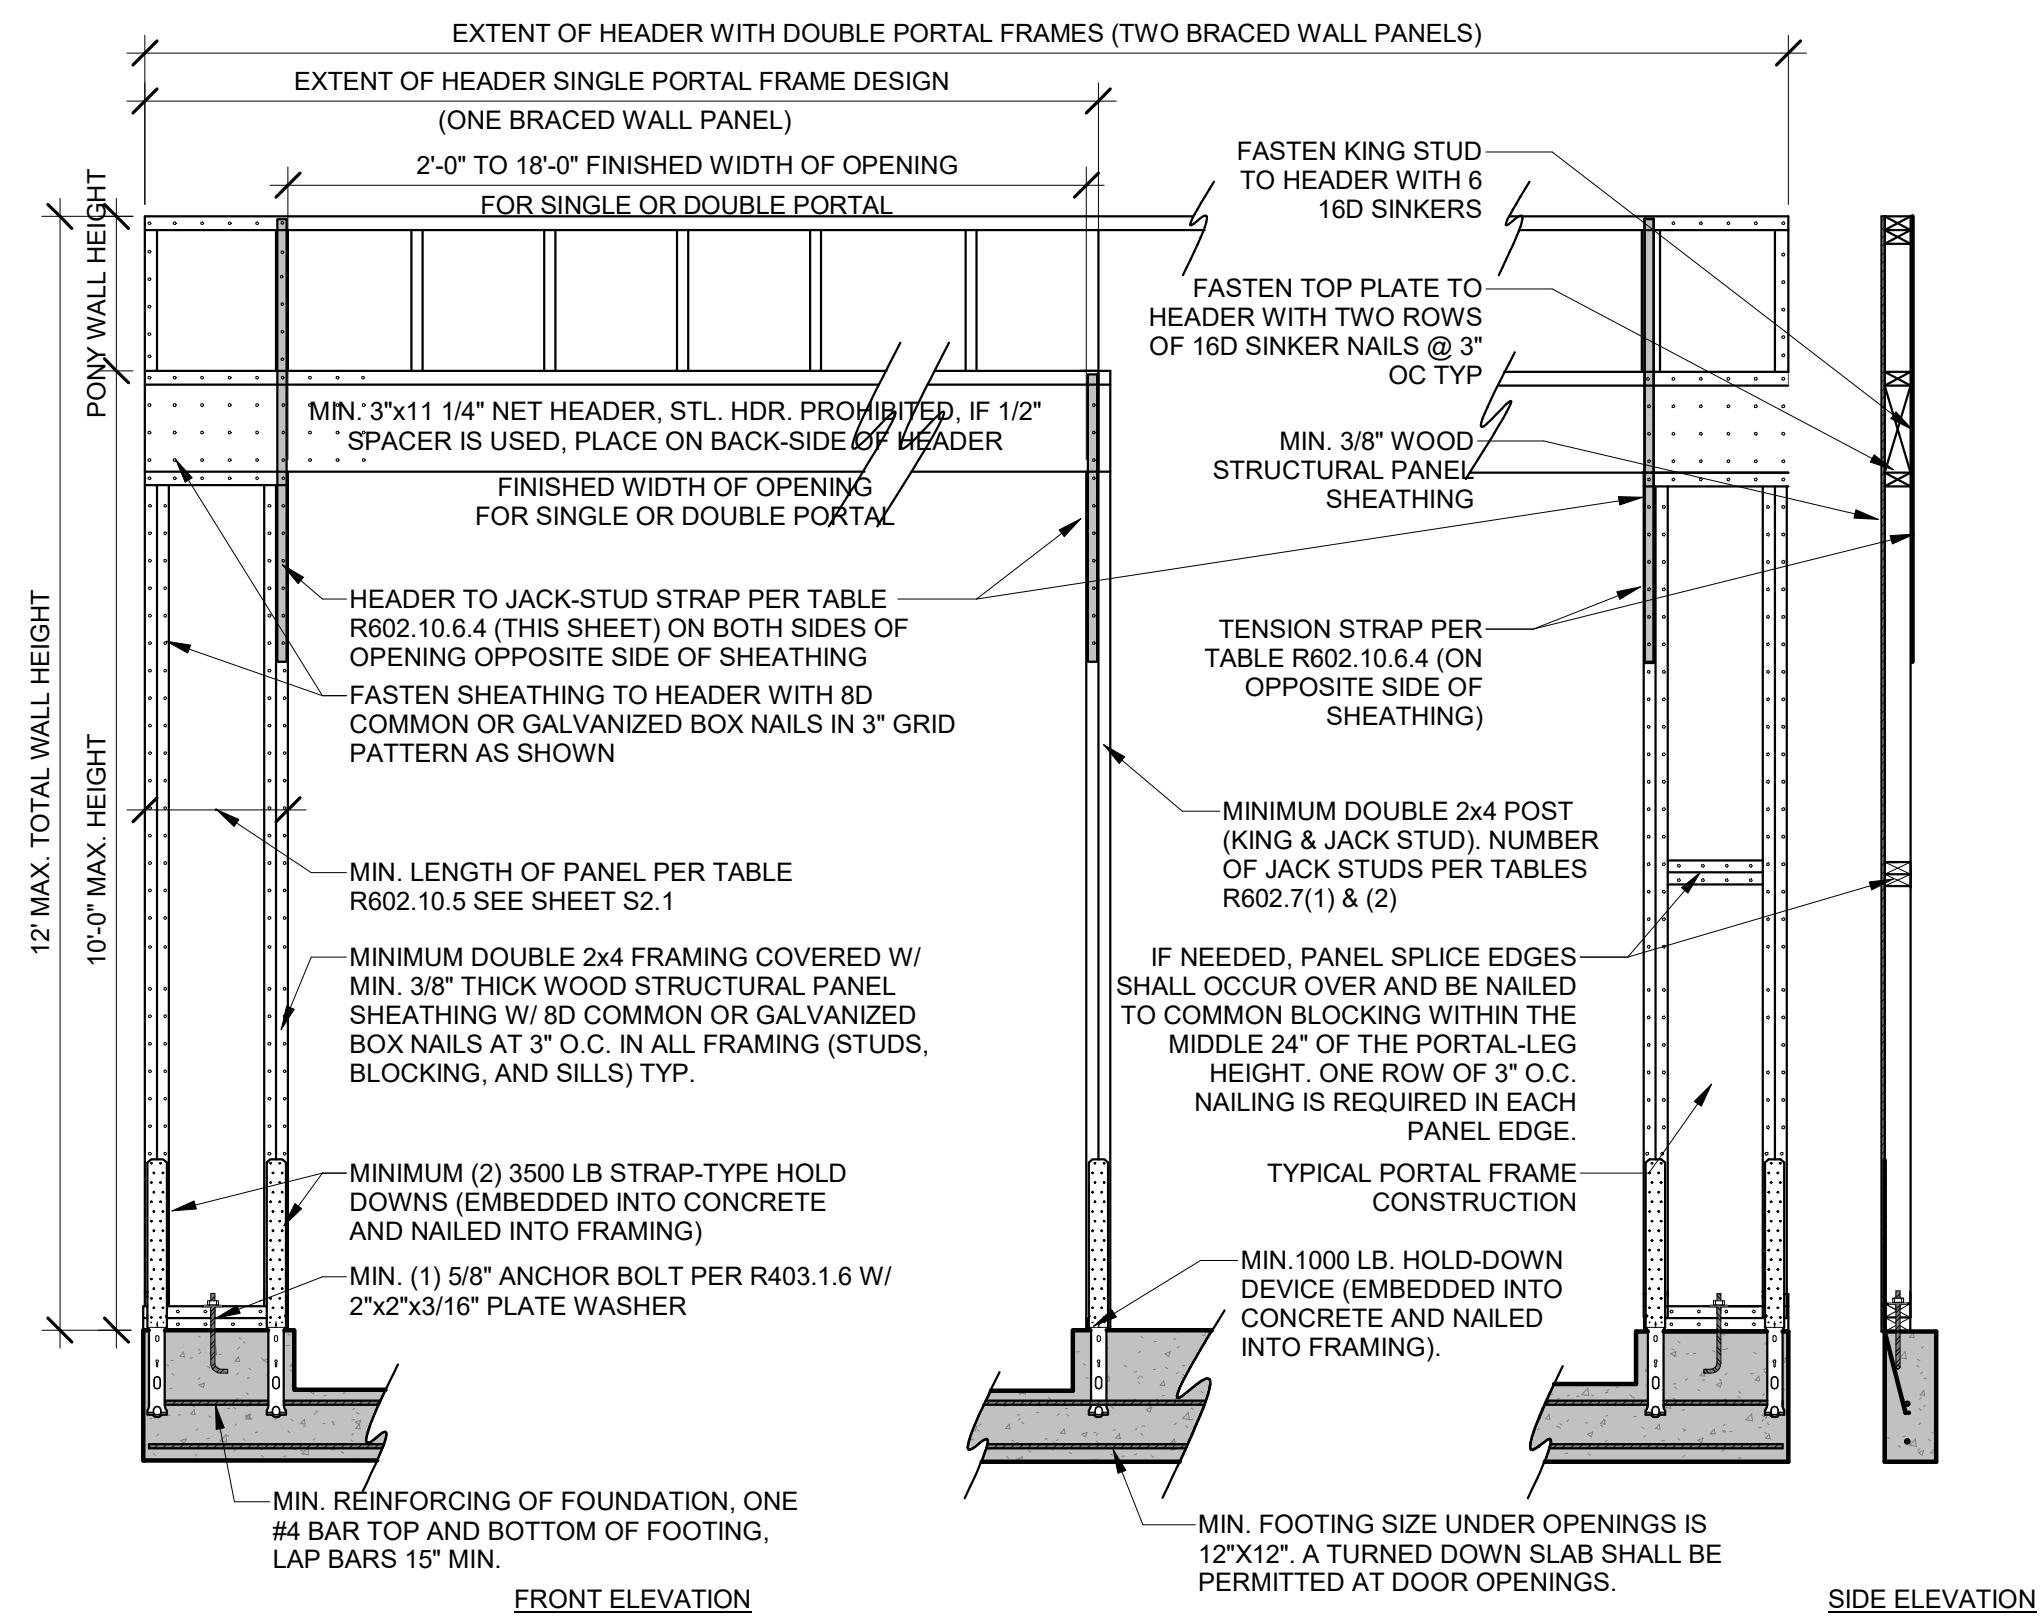 EXTENT OF HEADER WITH DOUBLE PORTAL FRAMES (TWO BRACED WALL PANELS)
EXTENT OF HEADER SINGLE PORTAL FRAME DESIGN
(ONE BRACED WALL PANEL)
2'-0" TO 18'-0" FINISHED WIDTH OF OPENING
FOR SINGLE OR DOUBLE PORTAL
PONY WALL HEIGHT
12' MAX. TOTAL WALL HEIGHT
10'-0" MAX. HEIGHT
FASTEN KING STUD
TO HEADER WITH 6
16D SINKERS
FASTEN TOP PLATE TO
HEADER WITH TWO ROWS
OF 16D SINKER NAILS @ 3"
OC TYP
MIN. 3"x11 1/4" NET HEADER, STL. HDR. PROHIBITED, IF 1/2"
SPACER IS USED, PLACE ON BACK-SIDE OF HEADER
MIN. 3/8" WOOD
STRUCTURAL PANEL
SHEATHING
FINISHED WIDTH OF OPENING
FOR SINGLE OR DOUBLE PORTAL
HEADER TO JACK-STUD STRAP PER TABLE
R602.10.6.4 (THIS SHEET) ON BOTH SIDES OF
OPENING OPPOSITE SIDE OF SHEATHING
TENSION STRAP PER
TABLE R602.10.6.4 (ON
OPPOSITE SIDE OF
SHEATHING)
FASTEN SHEATHING TO HEADER WITH 8D
COMMON OR GALVANIZED BOX NAILS IN 3" GRID
PATTERN AS SHOWN
MINIMUM DOUBLE 2x4 POST
(KING & JACK STUD). NUMBER
OF JACK STUDS PER TABLES
R602.7(1) & (2)
MIN. LENGTH OF PANEL PER TABLE
R602.10.5 SEE SHEET S2.1
MINIMUM DOUBLE 2x4 FRAMING COVERED W/
MIN. 3/8" THICK WOOD STRUCTURAL PANEL
SHEATHING W/ 8D COMMON OR GALVANIZED
BOX NAILS AT 3" O.C. IN ALL FRAMING (STUDS,
BLOCKING, AND SILLS) TYP.
IF NEEDED, PANEL SPLICE EDGES
SHALL OCCUR OVER AND BE NAILED
TO COMMON BLOCKING WITHIN THE
MIDDLE 24" OF THE PORTAL-LEG
HEIGHT. ONE ROW OF 3" O.C.
NAILING IS REQUIRED IN EACH
PANEL EDGE.
MINIMUM (2) 3500 LB STRAP-TYPE HOLD
DOWNS (EMBEDDED INTO CONCRETE
AND NAILED INTO FRAMING)
TYPICAL PORTAL FRAME
CONSTRUCTION
MIN. (1) 5/8" ANCHOR BOLT PER R403.1.6 W/
2"x2"x3/16" PLATE WASHER
MIN.1000 LB. HOLD-DOWN
DEVICE (EMBEDDED INTO
CONCRETE AND NAILED
INTO FRAMING).
MIN. REINFORCING OF FOUNDATION, ONE
#4 BAR TOP AND BOTTOM OF FOOTING,
LAP BARS 15" MIN.
MIN. FOOTING SIZE UNDER OPENINGS IS
12"X12". A TURNED DOWN SLAB SHALL BE
PERMITTED AT DOOR OPENINGS.
FRONT ELEVATION
SIDE ELEVATION